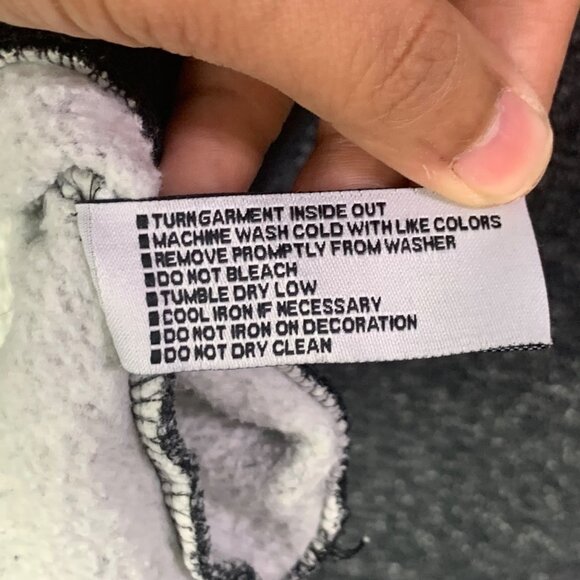 ■ TURN GARMENT INSIDE OUT
■ MACHINE WASH COLD WITH LIKE COLORS
■ REMOVE PROMPTLY FROM WASHER
■ DO NOT BLEACH
■ TUMBLE DRY LOW
■ COOL IRON IF NECESSARY
■ DO NOT IRON ON DECORATION
■ DO NOT DRY CLEAN